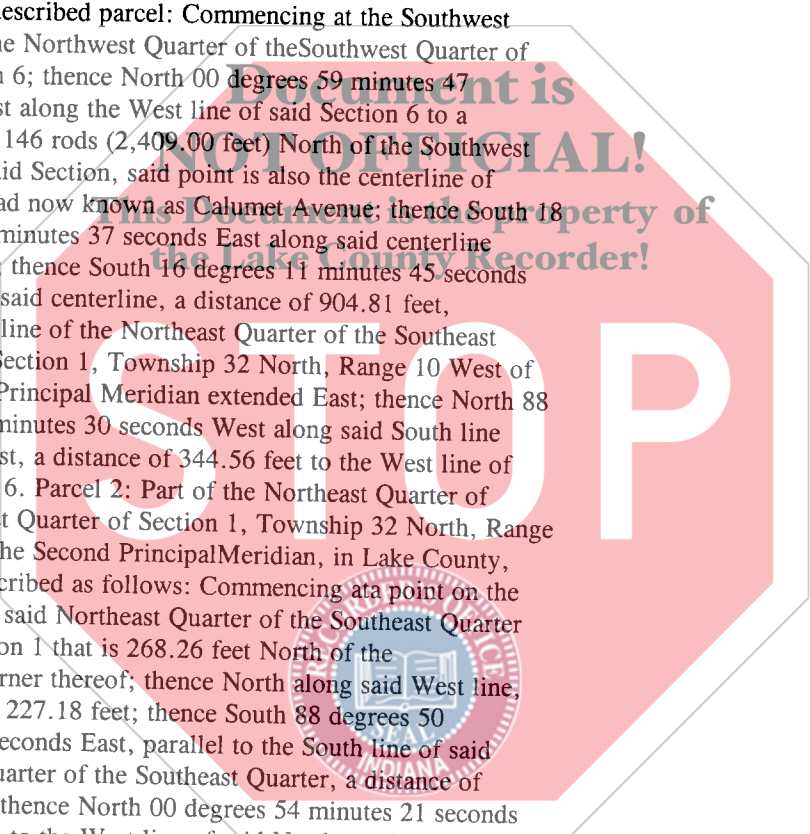 escribed parcel: Commencing at the Southwest
e Northwest Quarter of theSouthwest Quarter of
6; thence North 00 degrees 59 minutes 47
st along the West line of said Section 6 to a
146 rods (2,409.00 feet) North of the Southwest
id Section, said point is also the centerline of
ad now known as Calumet Avenue: thence South 18
minutes 37 seconds East along said centerline
thence South 16 degrees 11 minutes 45 seconds
said centerline, a distance of 904.81 feet,
line of the Northeast Quarter of the Southeast
Section 1, Township 32 North, Range 10 West of
Principal Meridian extended East; thence North 88
minutes 30 seconds West along said South line
st, a distance of 344.56 feet to the West line of
6. Parcel 2: Part of the Northeast Quarter of
t Quarter of Section 1, Township 32 North, Range
he Second PrincipalMeridian, in Lake County,
cribed as follows: Commencing ata point on the
said Northeast Quarter of the Southeast Quarter
on 1 that is 268.26 feet North of the
rner thereof; thence North along said West line,
227.18 feet; thence South 88 degrees 50
econds East, parallel to the South line of said
uarter of the Southeast Quarter, a distance of
thence North 00 degrees 54 minutes 21 seconds
Document is
NOT OFFICIAL!
This Document is the property of
the Lake County Recorder!
STOP
RECORDER'S OFFICE
SEAL
INDIANA